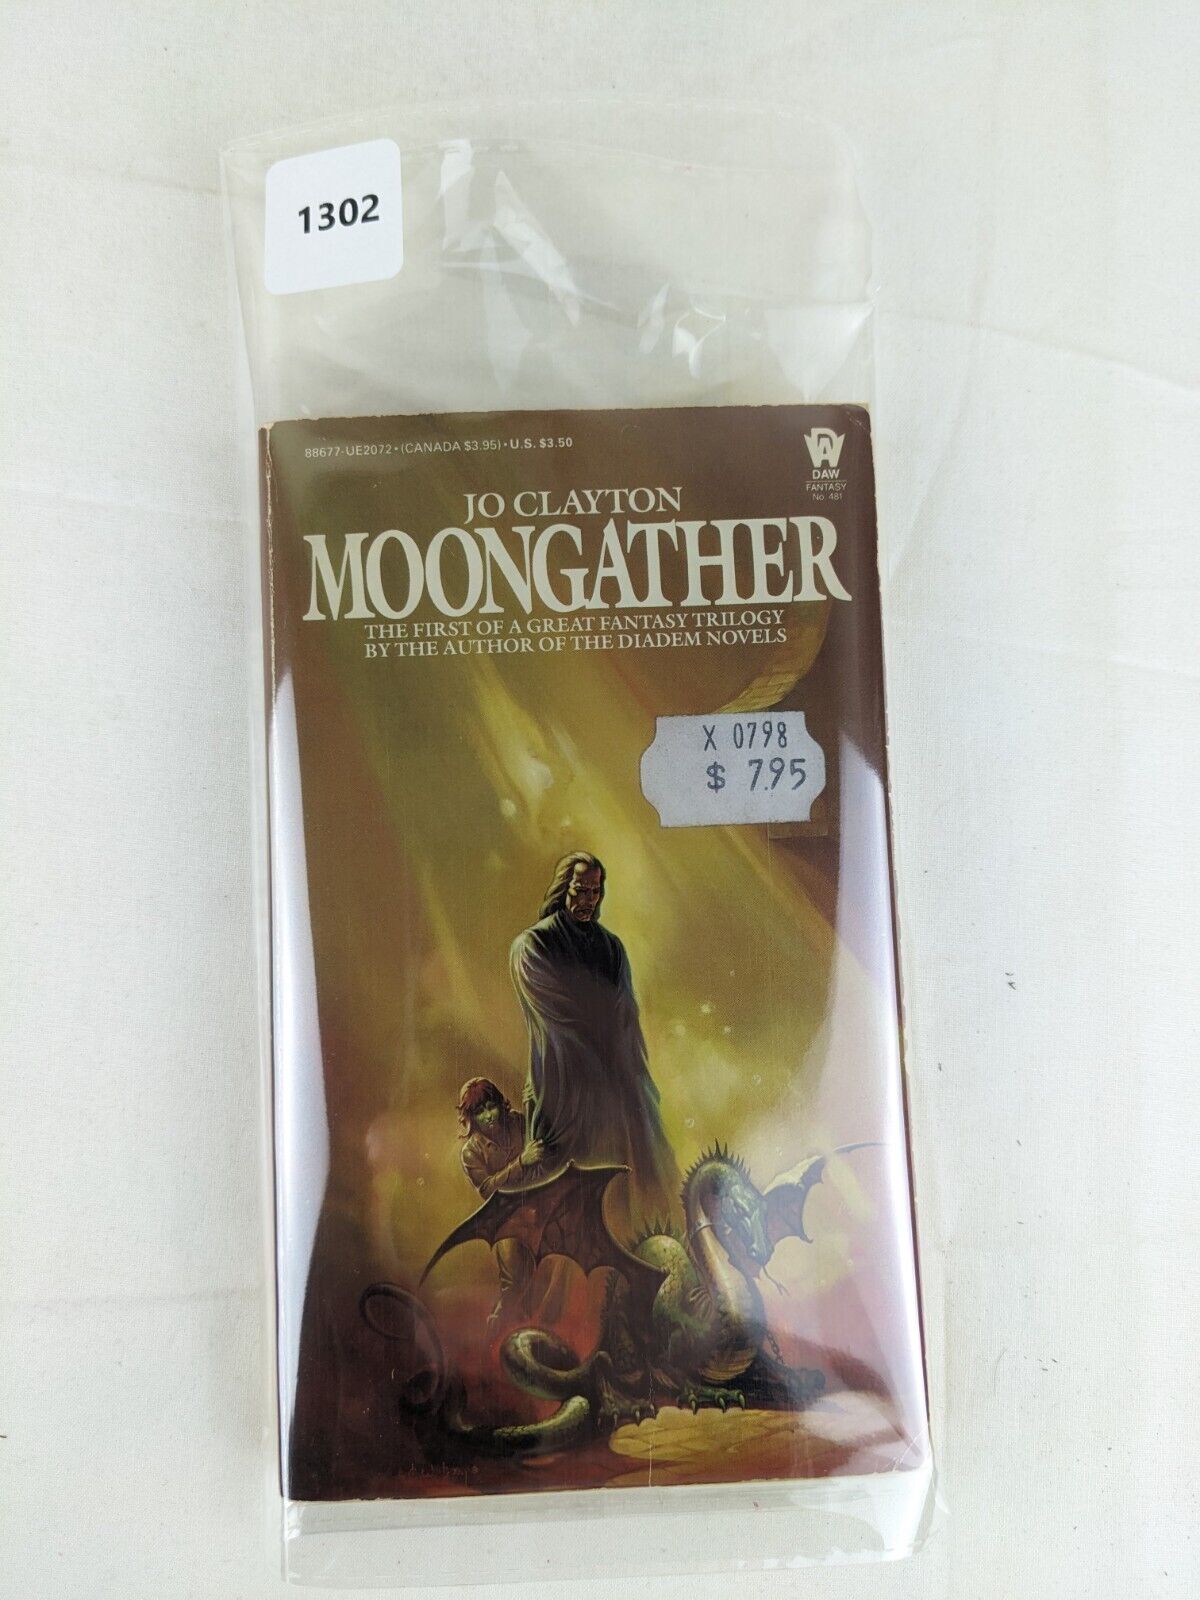 1302
88677-UE2072 • (CANADA $3.95) • U.S. $3.50
DAW
FANTASY
No. 481
JO CLAYTON
MOONGATHER
THE FIRST OF A GREAT FANTASY TRILOGY
BY THE AUTHOR OF THE DIADEM NOVELS
X 0798
$ 7.95